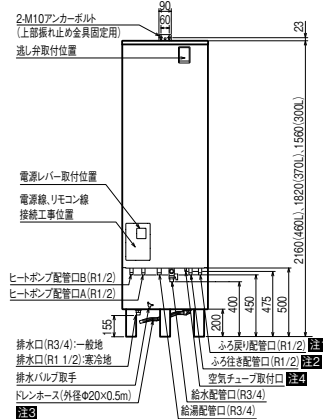 90
60
2-M10アンカーボルト
(上部振れ止め金具固定用)
逃し弁取付位置
23
2160(460L)、1820(370L)、1560(300L)
電源レバー取付位置
電源線、リモコン線
接続工事位置
ヒートポンプ配管口B(R1/2)
ヒートポンプ配管口A(R1/2)
155
200
400
450
475
500
排水口(R3/4):一般地
排水口(R1 1/2):寒冷地
排水バルブ取手
ドレンホース(外径Φ20×0.5m)
注3
ふろ戻り配管口(R1/2) 注
ふろ往き配管口(R1/2) 注2
空気チューブ取付口 注4
給水配管口(R3/4)
給湯配管口(R3/4)